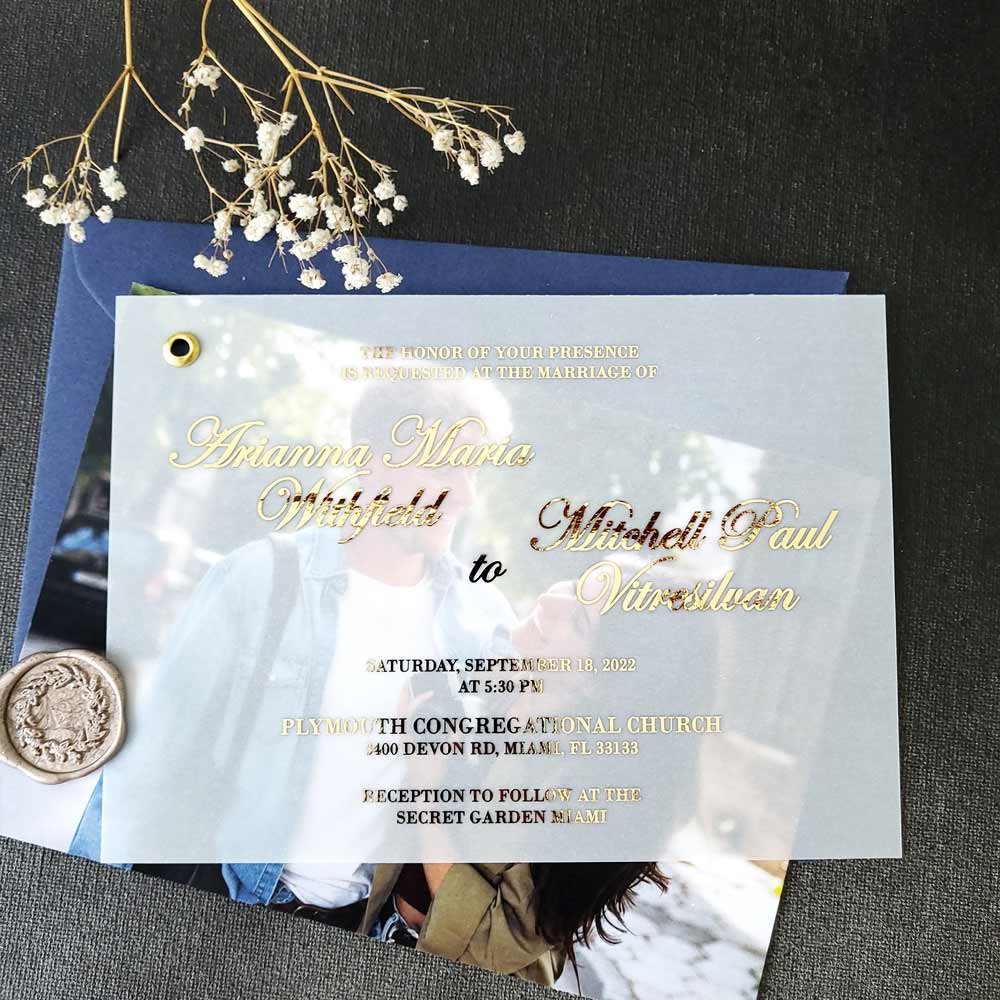 THE HONOR OF YOUR PRESENCE
IS REQUESTED AT THE MARRIAGE OF
Arianna Maria
Withfield
to
Mitchell Paul
Vitresilvan
SATURDAY, SEPTEMBER 18, 2022
AT 5:30 PM
PLYMOUTH CONGREGATIONAL CHURCH
3400 DEVON RD, MIAMI, FL 33133
RECEPTION TO FOLLOW AT THE
SECRET GARDEN MIAMI